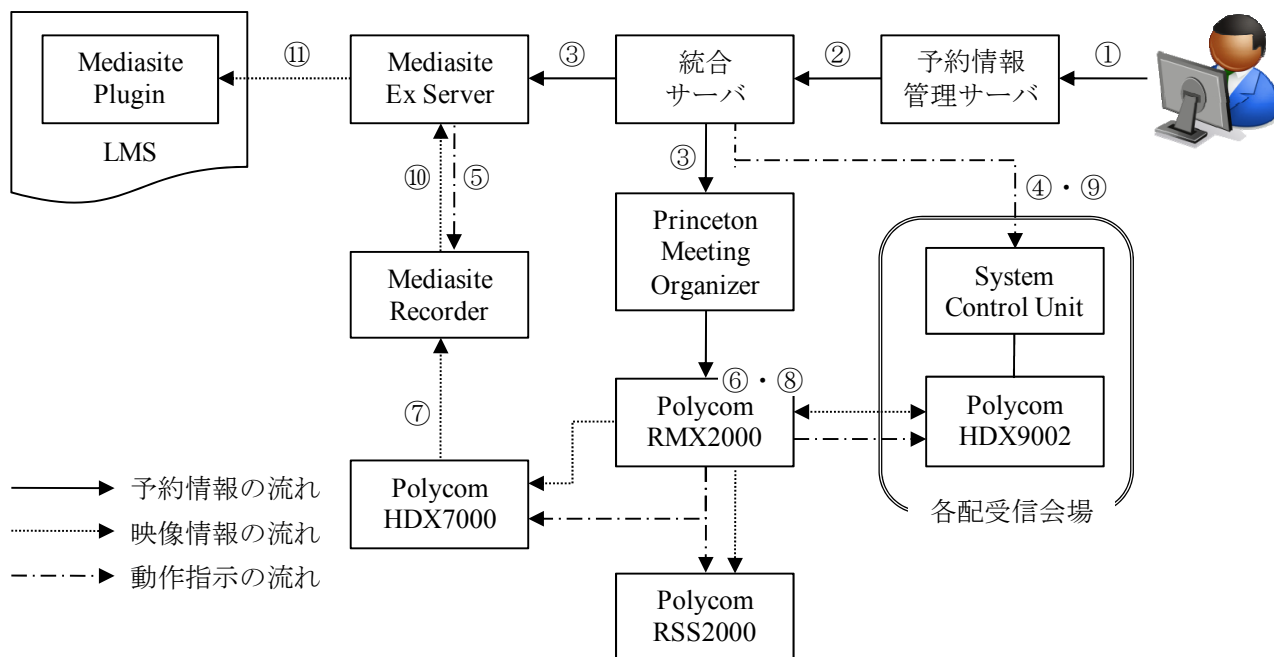 Mediasite
Plugin
LMS
⑪
Mediasite
Ex Server
③
統合
サーバ
②
予約情報
管理サーバ
①
③
④・⑨
⑩
⑤
Princeton
Meeting
Organizer
System
Control Unit
Mediasite
Recorder
⑦
⑥・⑧
Polycom
RMX2000
Polycom
HDX9002
各配受信会場
Polycom
HDX7000
Polycom
RSS2000
予約情報の流れ
映像情報の流れ
動作指示の流れ